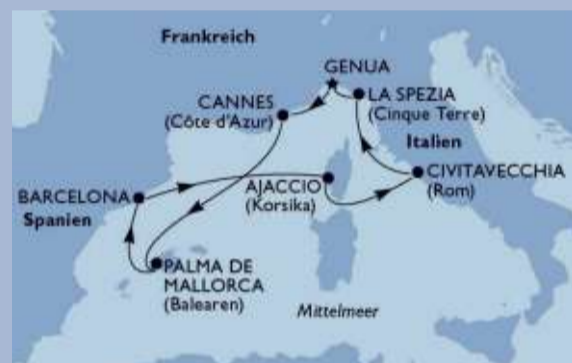 Frankreich
GENUA
CANNES
(Côte d'Azur)
LA SPEZIA
(Cinque Terre)
Italien
BARCELONA
Spanien
AJACCIO
(Korsika)
CIVITAVECCHIA
(Rom)
PALMA DE
MALLORCA
(Balearen)
Mittelmeer